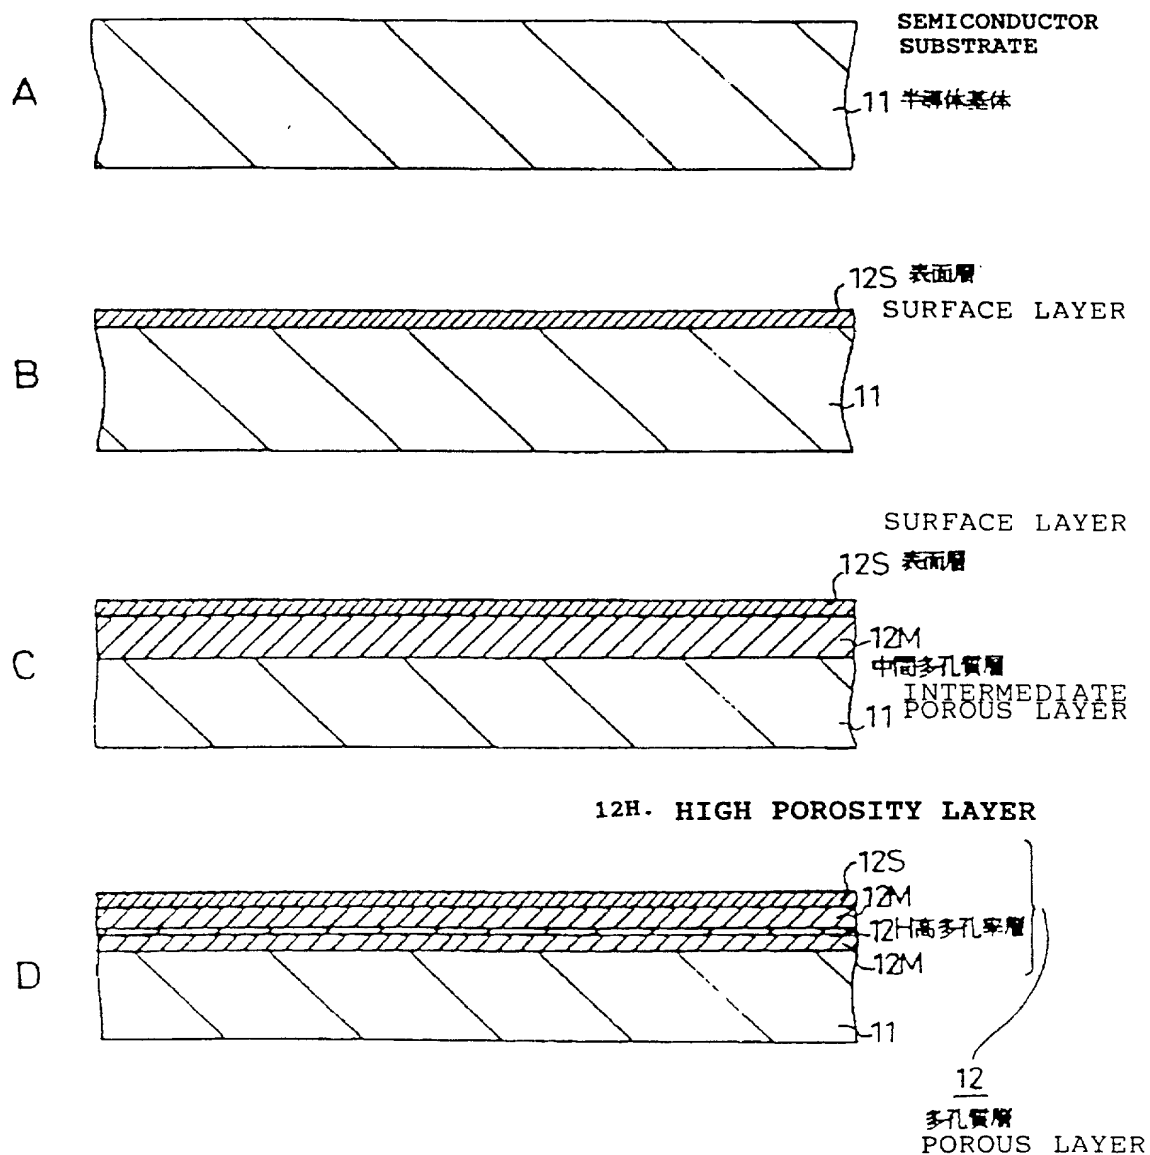 SEMICONDUCTOR
SUBSTRATE
A
11 半導体基体
12S 表面層
SURFACE LAYER
B
11
SURFACE LAYER
12S 表面層
12M
中間多孔質層
C
INTERMEDIATE
11 POROUS LAYER
12H. HIGH POROSITY LAYER
12S
12M
12H高多孔率層
12M
D
11
12
多孔質層
POROUS LAYER